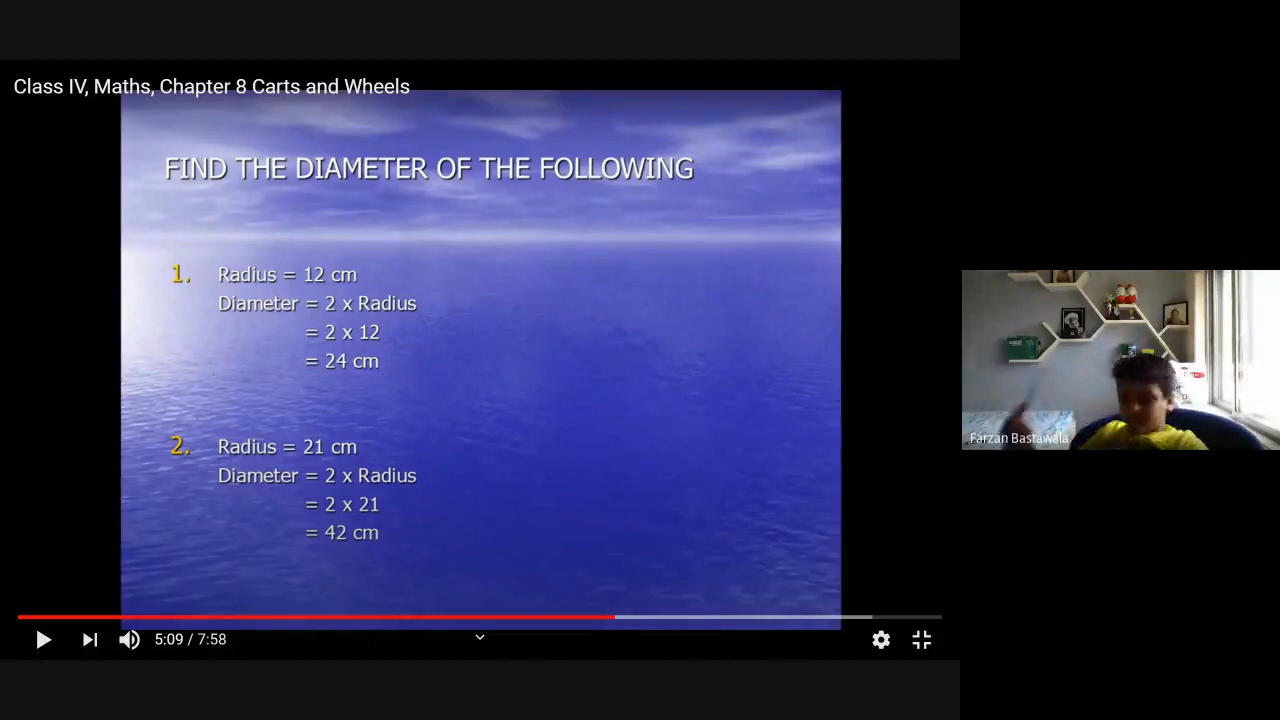 Class IV, Maths, Chapter 8 Carts and Wheels
FIND THE DIAMETER OF THE FOLLOWING
1. Radius = 12 cm
Diameter = 2 x Radius
= 2 x 12
= 24 cm
2. Radius = 21 cm
Diameter = 2 x Radius
= 2 x 21
= 42 cm
5:09 / 7:58
Farzan Bastawala